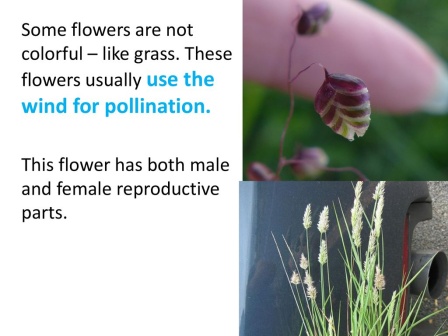 Some flowers are not
colorful – like grass. These
flowers usually use the
wind for pollination.
This flower has both male
and female reproductive
parts.